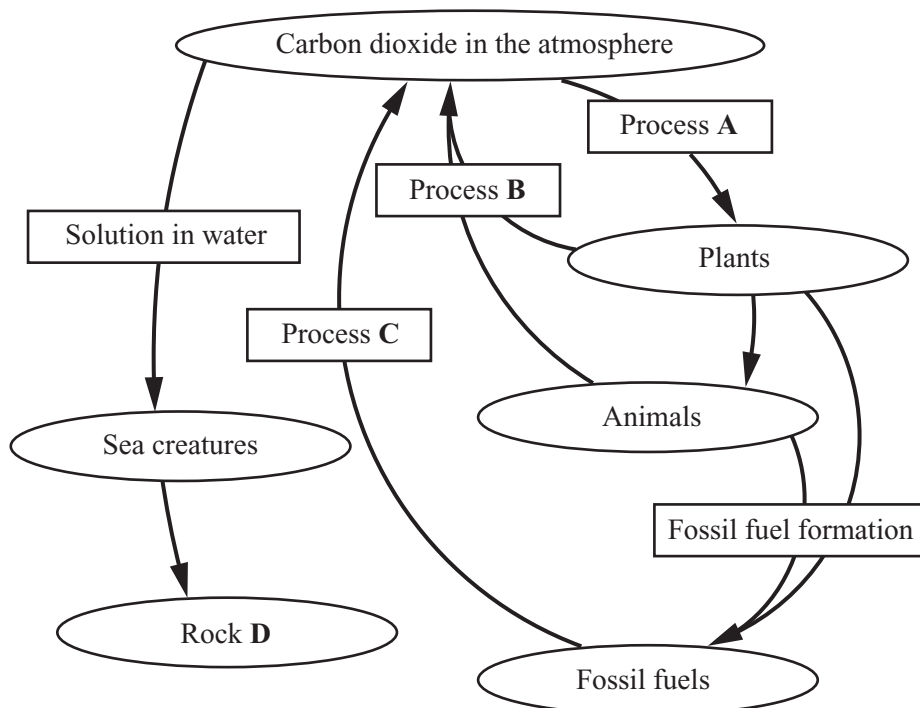 Carbon dioxide in the atmosphere
Process A
Process B
Solution in water
Plants
Process C
Animals
Sea creatures
Fossil fuel formation
Rock D
Fossil fuels